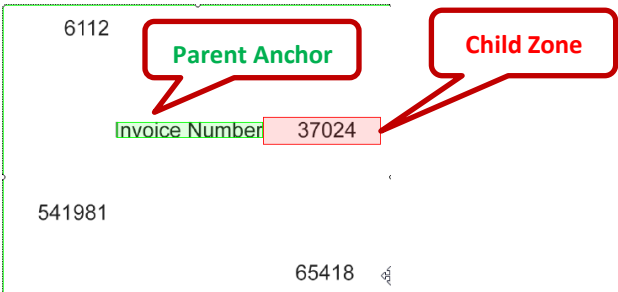 6112
Parent Anchor
Child Zone
Invoice Number 37024
541981
65418